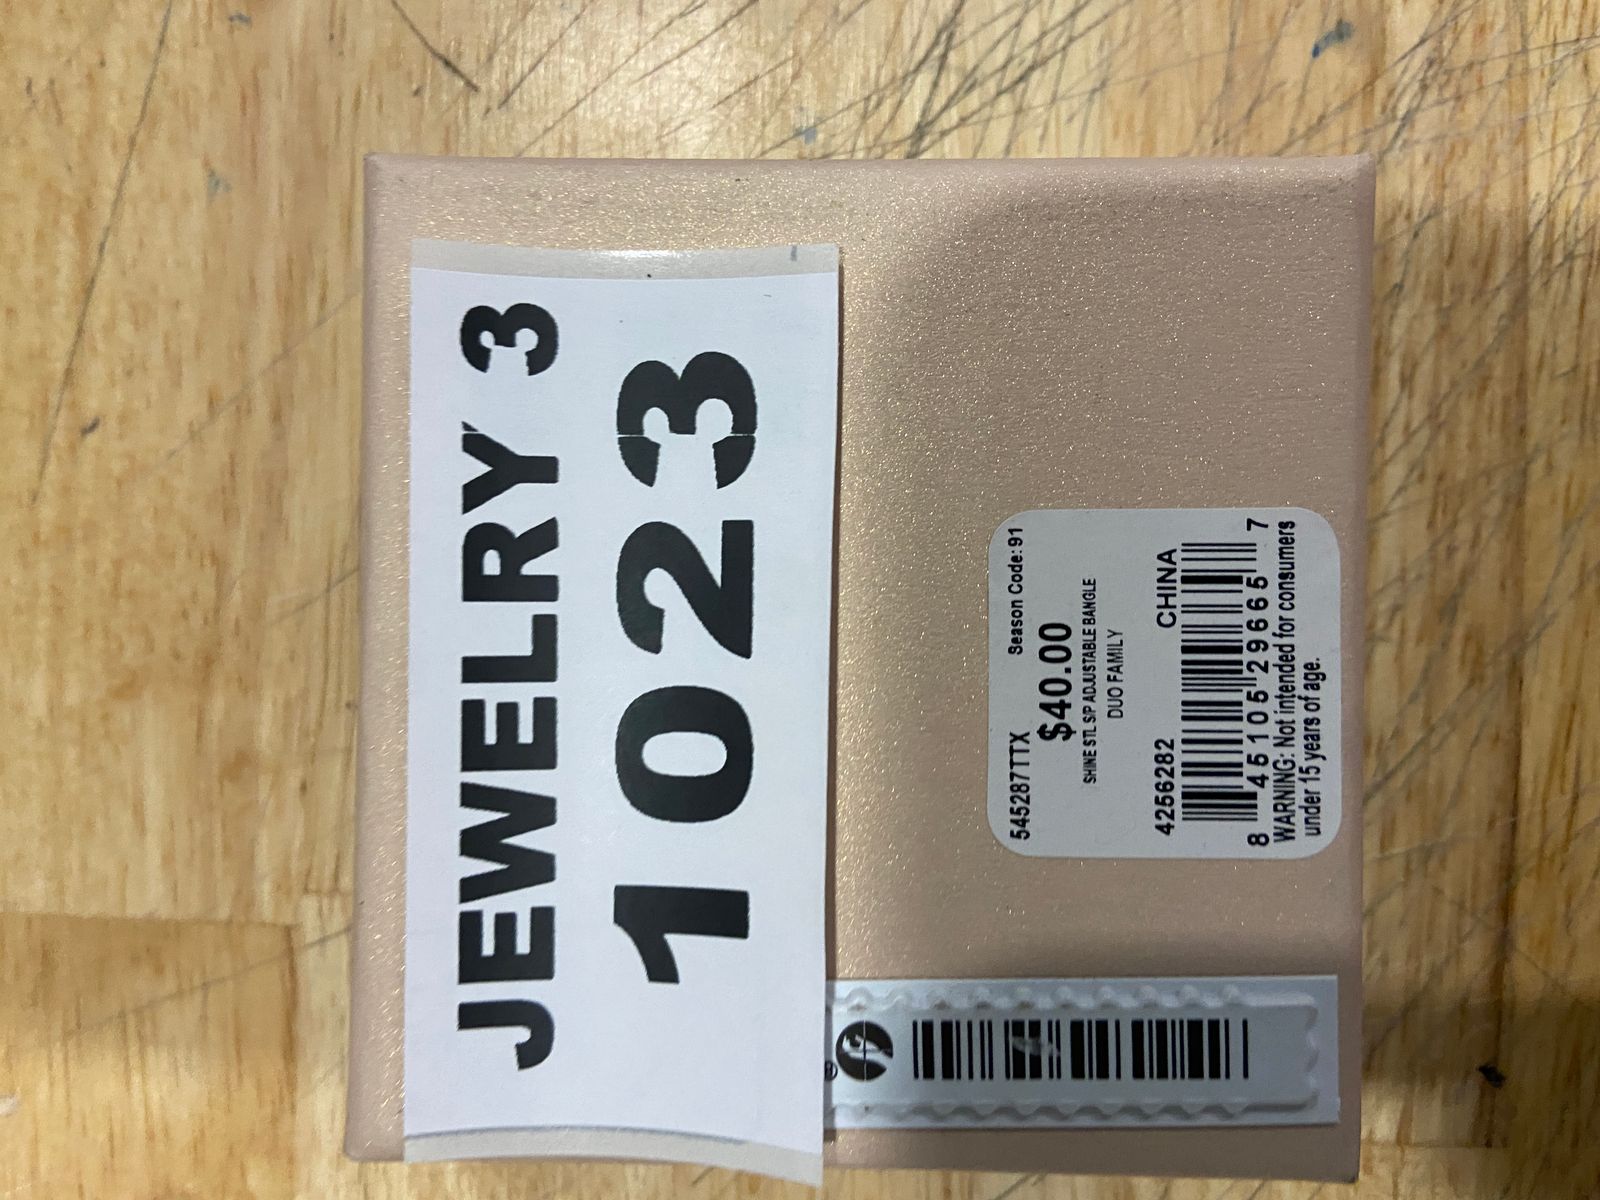 JEWELRY 3
1023
545287TTX Season Code: 91
$40.00
SHINE STL S/P ADJUSTABLE BANGLE
DUO FAMILY
4256282 CHINA
8 45105 29665 7
WARNING: Not intended for consumers
under 15 years of age.
®